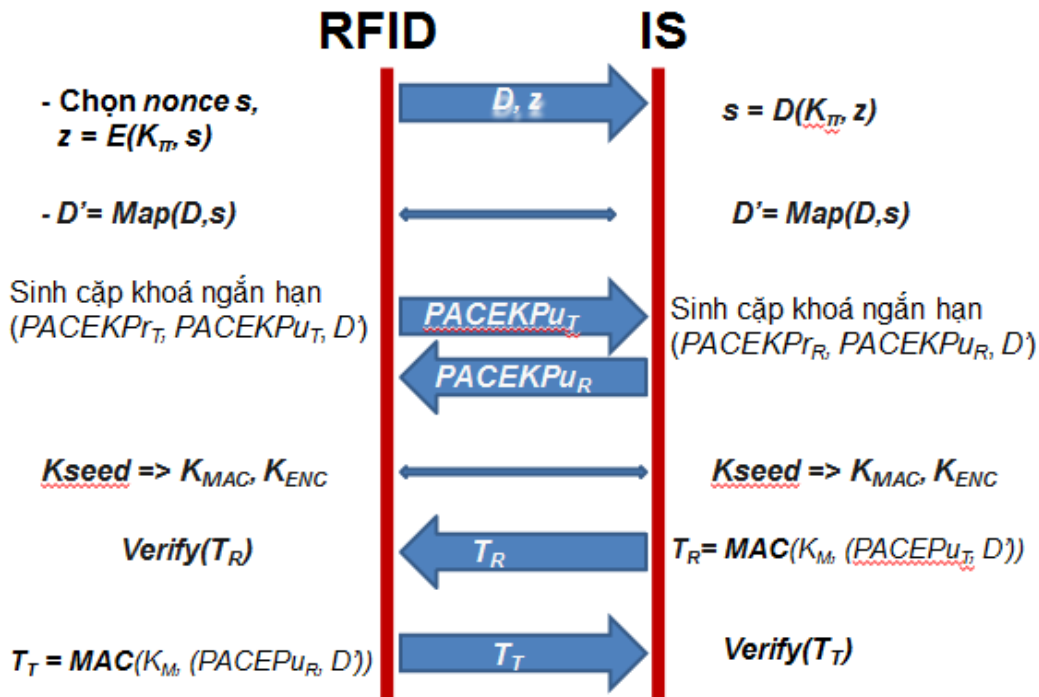 RFID IS
- Chọn nonce s,
z = E(Kπ, s)
D, z
s = D(Kπ, z)
- D’= Map(D,s)
D’= Map(D,s)
Sinh cặp khoá ngắn hạn
(PACEKPrT, PACEKPuT, D’)
PACEKPuT
Sinh cặp khoá ngắn hạn
(PACEKPrR, PACEKPuR, D’)
PACEKPuR
Kseed => KMAC, KENC
Kseed => KMAC, KENC
Verify(TR)
TR
TR= MAC(KM, (PACEPuT, D’))
TT = MAC(KM, (PACEPuR, D’))
TT
Verify(TT)